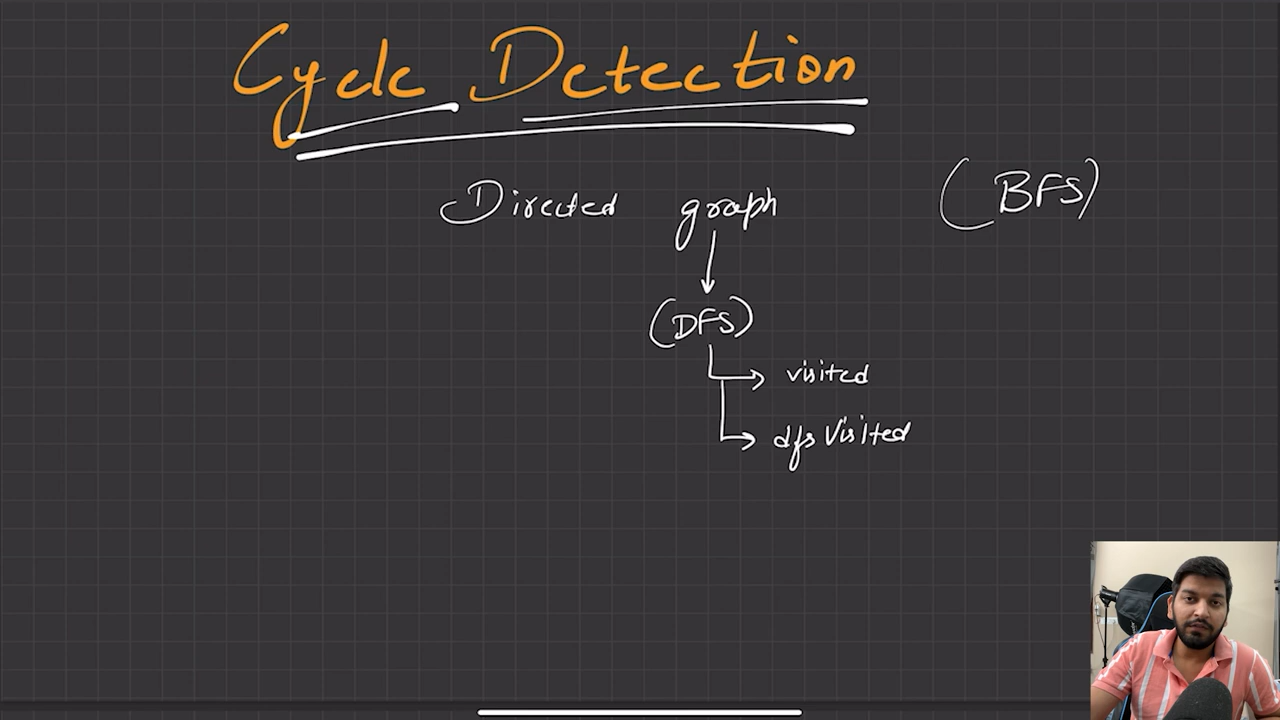 Cycle Detection
Directed graph (BFS)
(DFS)
visited
dfsVisited